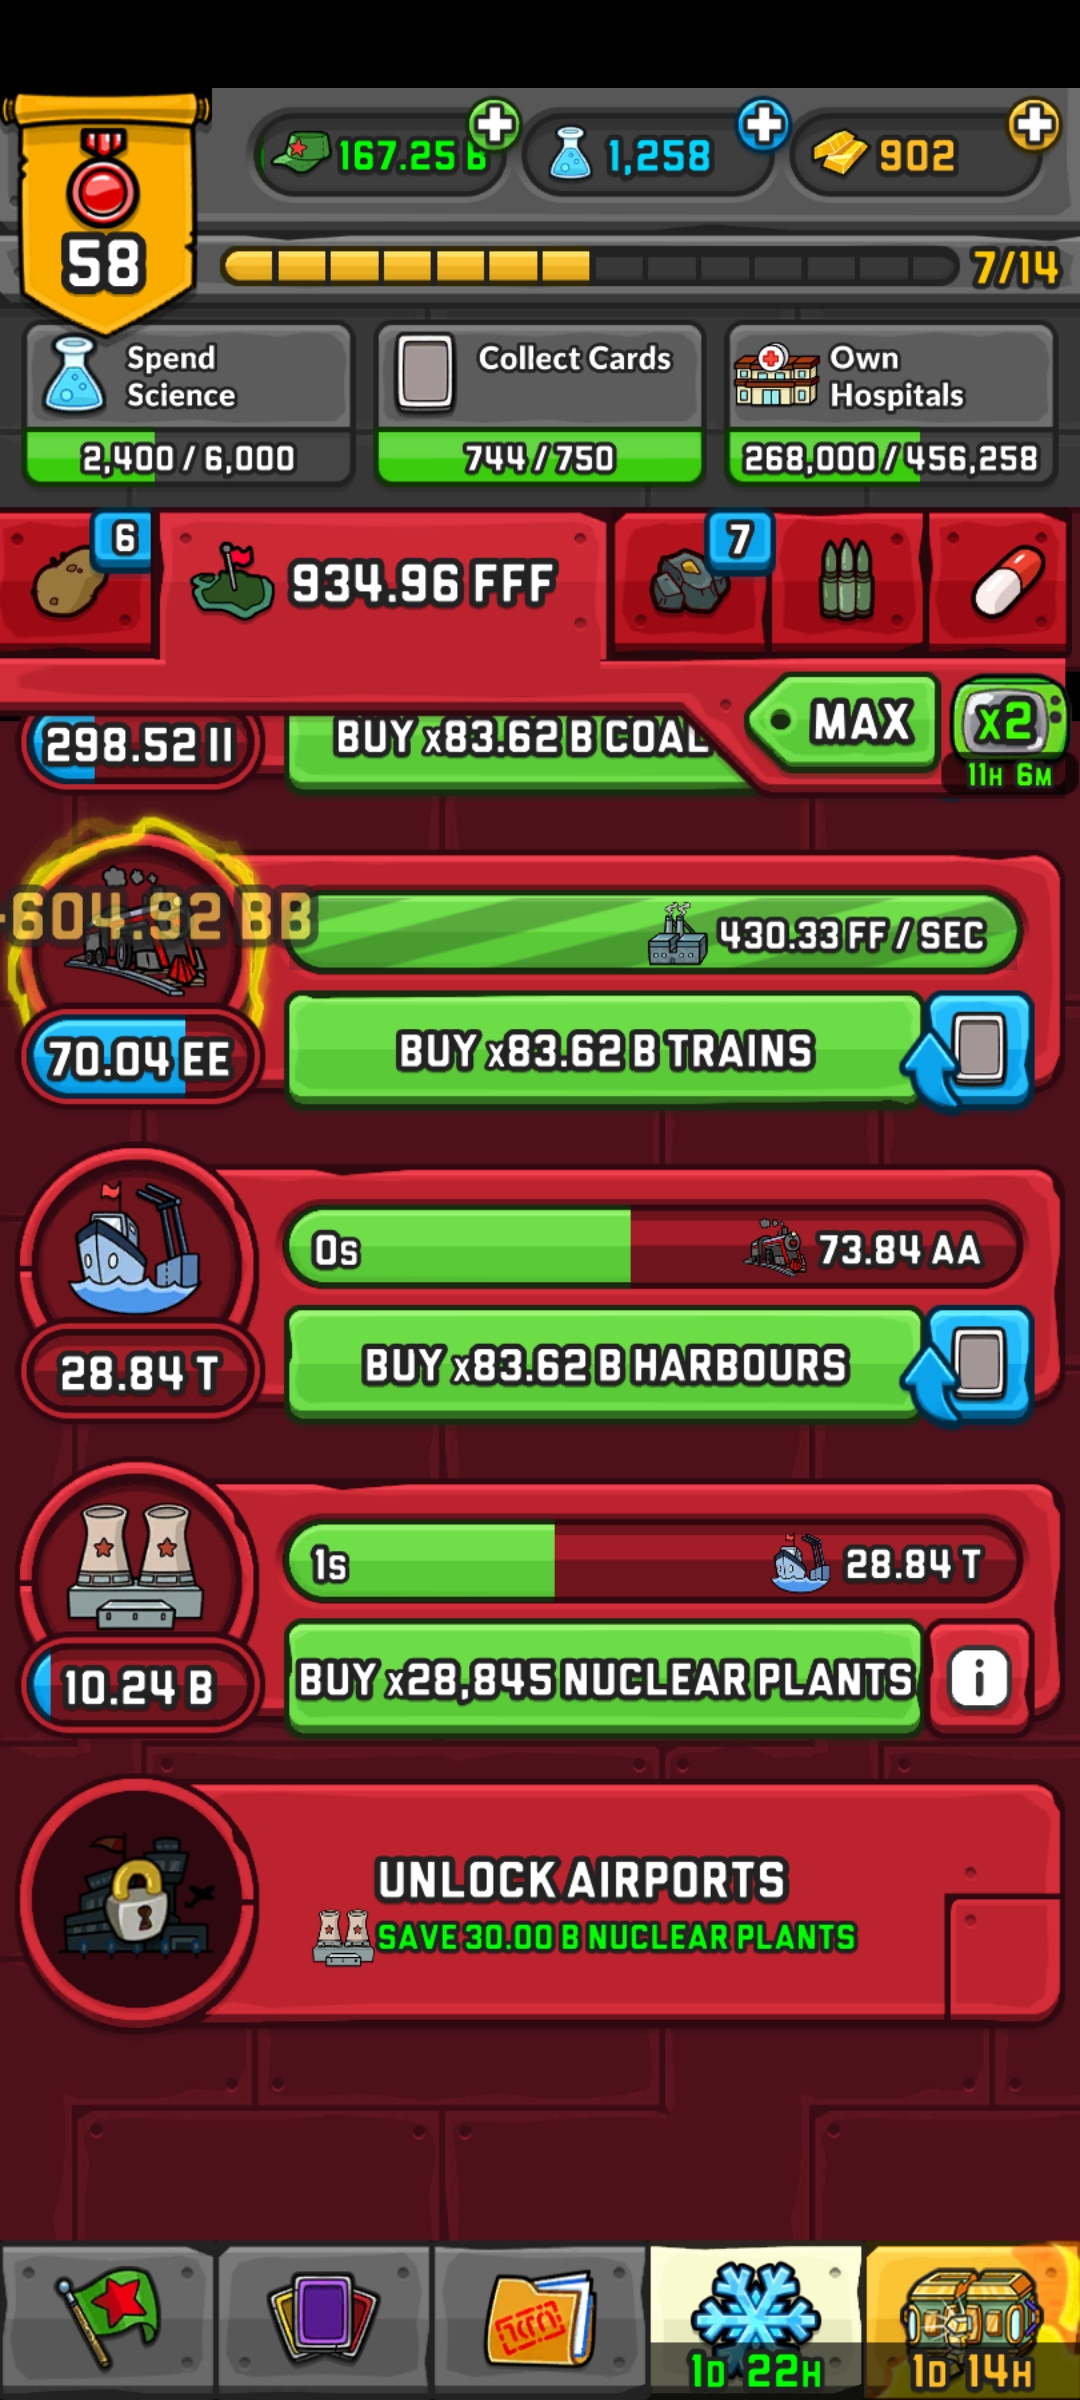 167.25 B
1,258
902
58
7/14
Spend
Science
2,400 / 6,000
Collect Cards
744 / 750
Own
Hospitals
268,000 / 456,258
6
934.96 FFF
7
298.52 II
BUY x83.62 B COAL
MAX
x2
11H 6M
-604.92 BB
430.33 FF / SEC
70.04 EE
BUY x83.62 B TRAINS
0s
73.84 AA
28.84 T
BUY x83.62 B HARBOURS
1s
28.84 T
10.24 B
BUY x28,845 NUCLEAR PLANTS
i
UNLOCK AIRPORTS
SAVE 30.00 B NUCLEAR PLANTS
1D 22H
1D 14H